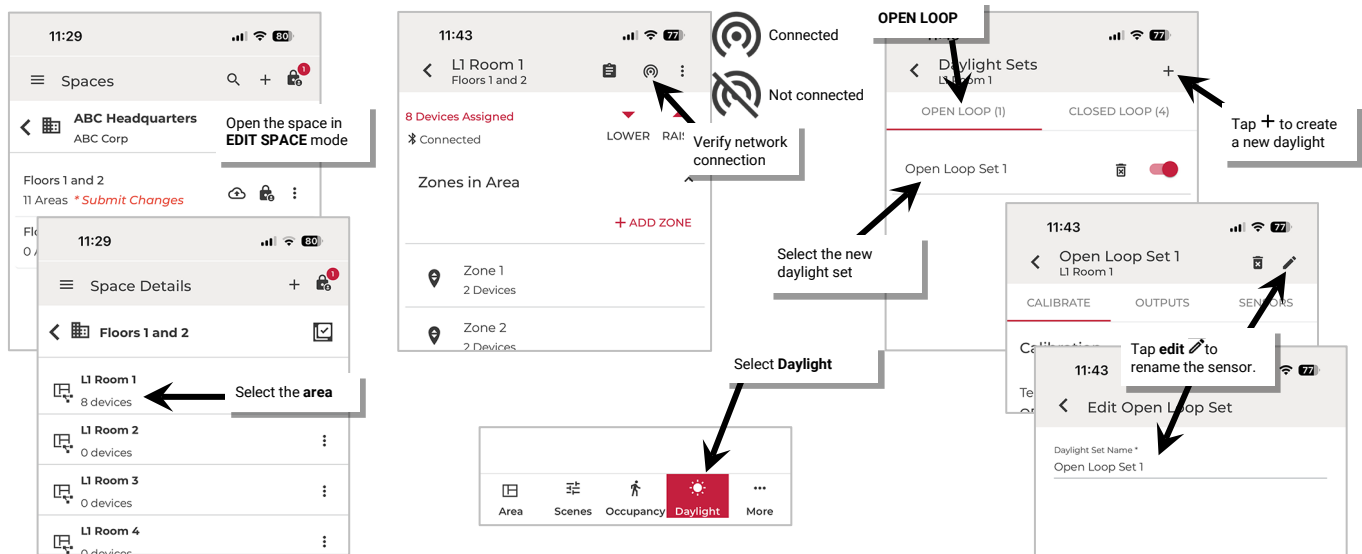 11:29
80
Spaces
1
ABC Headquarters
ABC Corp
Open the space in
EDIT SPACE mode
Floors 1 and 2
11 Areas * Submit Changes
11:29
80
Space Details
1
Floors 1 and 2
L1 Room 1
8 devices
Select the area
L1 Room 2
0 devices
L1 Room 3
0 devices
L1 Room 4
0 devices
11:43
77
L1 Room 1
Floors 1 and 2
Connected
Not connected
8 Devices Assigned
Connected
LOWER
Verify network
connection
Zones in Area
+ ADD ZONE
Zone 1
2 Devices
Zone 2
2 Devices
Select Daylight
Area
Scenes
Occupancy
Daylight
More
OPEN LOOP
77
Daylight Sets
L1 Room 1
+
OPEN LOOP (1)
CLOSED LOOP (4)
Tap + to create
a new daylight
Open Loop Set 1
Select the new
daylight set
11:43
77
Open Loop Set 1
L1 Room 1
CALIBRATE
OUTPUTS
SENSORS
Tap edit to
rename the sensor.
11:43
77
Edit Open Loop Set
Daylight Set Name *
Open Loop Set 1